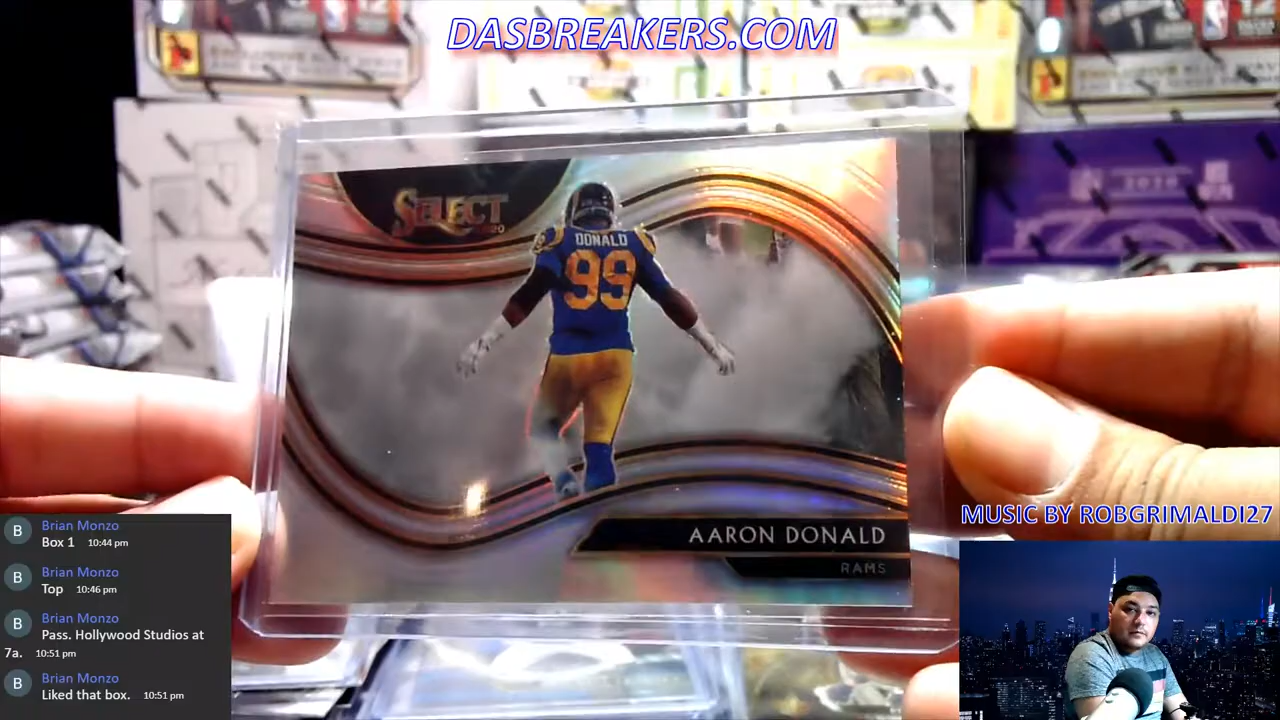 DASBREAKERS.COM
SELECT
2020
DONALD
99
AARON DONALD
RAMS
2020
MUSIC BY ROBGRIMALDI27
B
Brian Monzo
Box 1 10:44 pm
B
Brian Monzo
Top 10:46 pm
B
Brian Monzo
Pass. Hollywood Studios at
7a. 10:51 pm
B
Brian Monzo
Liked that box. 10:51 pm